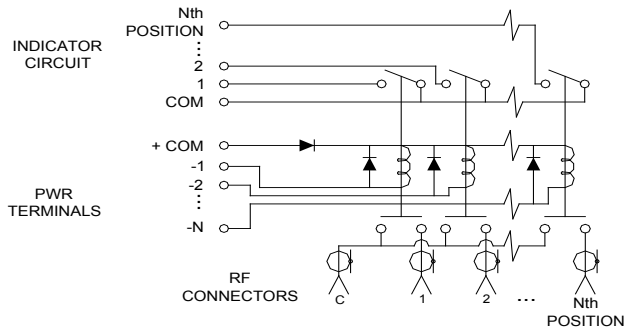 Nth
POSITION
INDICATOR
CIRCUIT
⋮
2
1
COM
+ COM
-1
-2
⋮
-N
PWR
TERMINALS
RF
CONNECTORS
C
1
2
...
Nth
POSITION